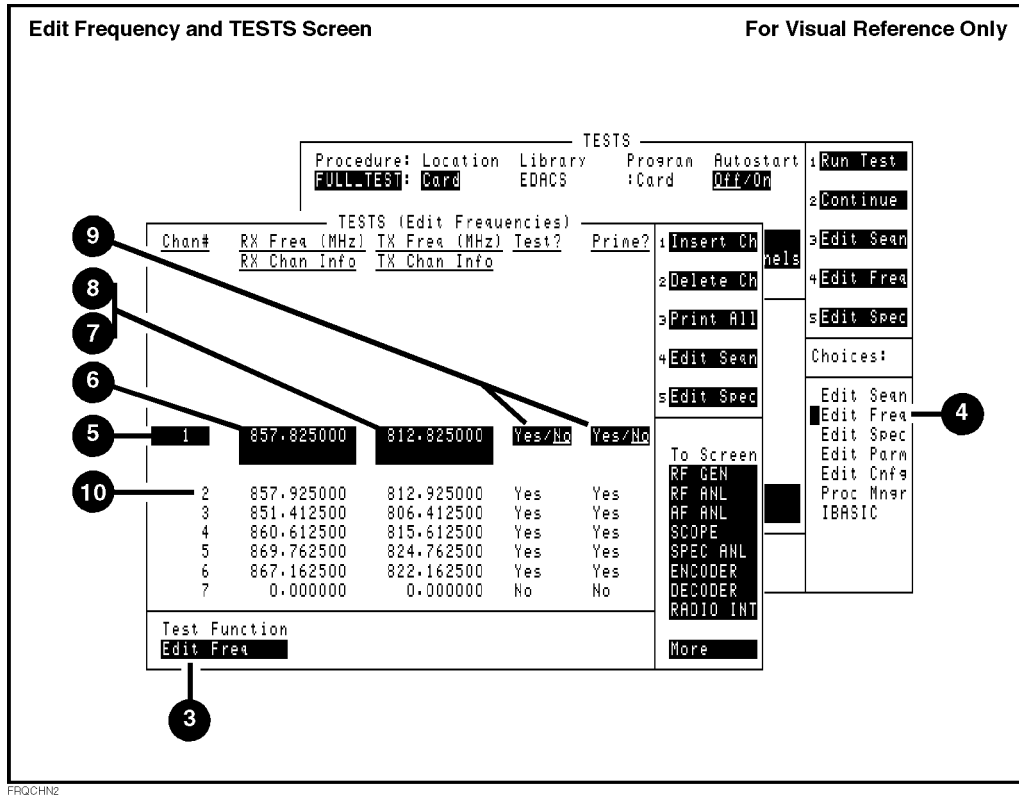 Edit Frequency and TESTS Screen
For Visual Reference Only
TESTS
Procedure: Location Library Program Autostart
FULL_TEST: Card EDACS :Card Off/On
1 Run Test
2 Continue
3 Edit Seqn
4 Edit Freq
5 Edit Spec
Choices:
Edit Seqn
Edit Freq
Edit Spec
Edit Parm
Edit Cnfg
Proc Mngr
IBASIC
nels
TESTS (Edit Frequencies)
Chan# RX Freq (MHz) TX Freq (MHz) Test? Prime?
RX Chan Info TX Chan Info
1 857.825000 812.825000 Yes/No Yes/No
2 857.925000 812.925000 Yes Yes
3 851.412500 806.412500 Yes Yes
4 860.612500 815.612500 Yes Yes
5 869.762500 824.762500 Yes Yes
6 867.162500 822.162500 Yes Yes
7 0.000000 0.000000 No No
1 Insert Ch
2 Delete Ch
3 Print All
4 Edit Seqn
5 Edit Spec
To Screen
RF GEN
RF ANL
AF ANL
SCOPE
SPEC ANL
ENCODER
DECODER
RADIO INT
More
Test Function
Edit Freq
9
8
7
6
5
10
3
4
FRQCHN2